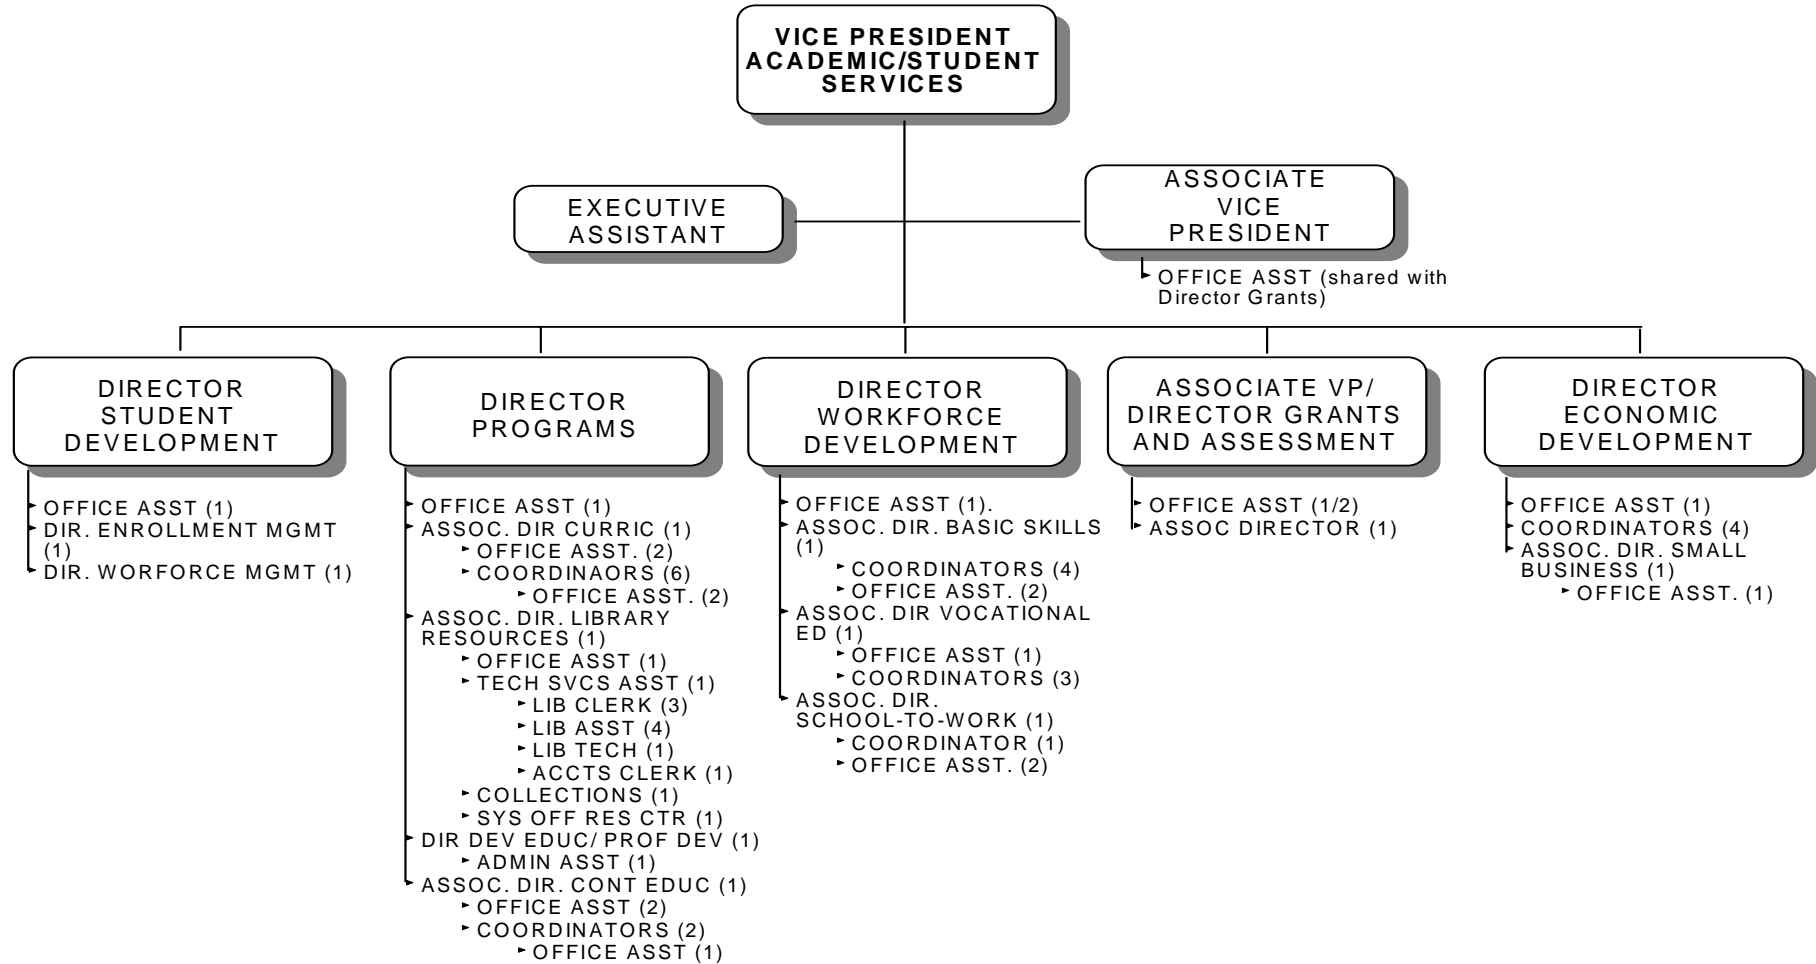 VICE PRESIDENT
ACADEMIC/STUDENT
SERVICES
EXECUTIVE
ASSISTANT
ASSOCIATE
VICE
PRESIDENT
OFFICE ASST (shared with
Director Grants)
DIRECTOR
STUDENT
DEVELOPMENT
OFFICE ASST (1)
DIR. ENROLLMENT MGMT
(1)
DIR. WORFORCE MGMT (1)
DIRECTOR
PROGRAMS
OFFICE ASST (1)
ASSOC. DIR CURRIC (1)
OFFICE ASST. (2)
COORDINAORS (6)
OFFICE ASST. (2)
ASSOC. DIR. LIBRARY
RESOURCES (1)
OFFICE ASST (1)
TECH SVCS ASST (1)
LIB CLERK (3)
LIB ASST (4)
LIB TECH (1)
ACCTS CLERK (1)
COLLECTIONS (1)
SYS OFF RES CTR (1)
DIR DEV EDUC/ PROF DEV (1)
ADMIN ASST (1)
ASSOC. DIR. CONT EDUC (1)
OFFICE ASST (2)
COORDINATORS (2)
OFFICE ASST (1)
DIRECTOR
WORKFORCE
DEVELOPMENT
OFFICE ASST (1).
ASSOC. DIR. BASIC SKILLS
(1)
COORDINATORS (4)
OFFICE ASST. (2)
ASSOC. DIR VOCATIONAL
ED (1)
OFFICE ASST (1)
COORDINATORS (3)
ASSOC. DIR.
SCHOOL-TO-WORK (1)
COORDINATOR (1)
OFFICE ASST. (2)
ASSOCIATE VP/
DIRECTOR GRANTS
AND ASSESSMENT
OFFICE ASST (1/2)
ASSOC DIRECTOR (1)
DIRECTOR
ECONOMIC
DEVELOPMENT
OFFICE ASST (1)
COORDINATORS (4)
ASSOC. DIR. SMALL
BUSINESS (1)
OFFICE ASST. (1)